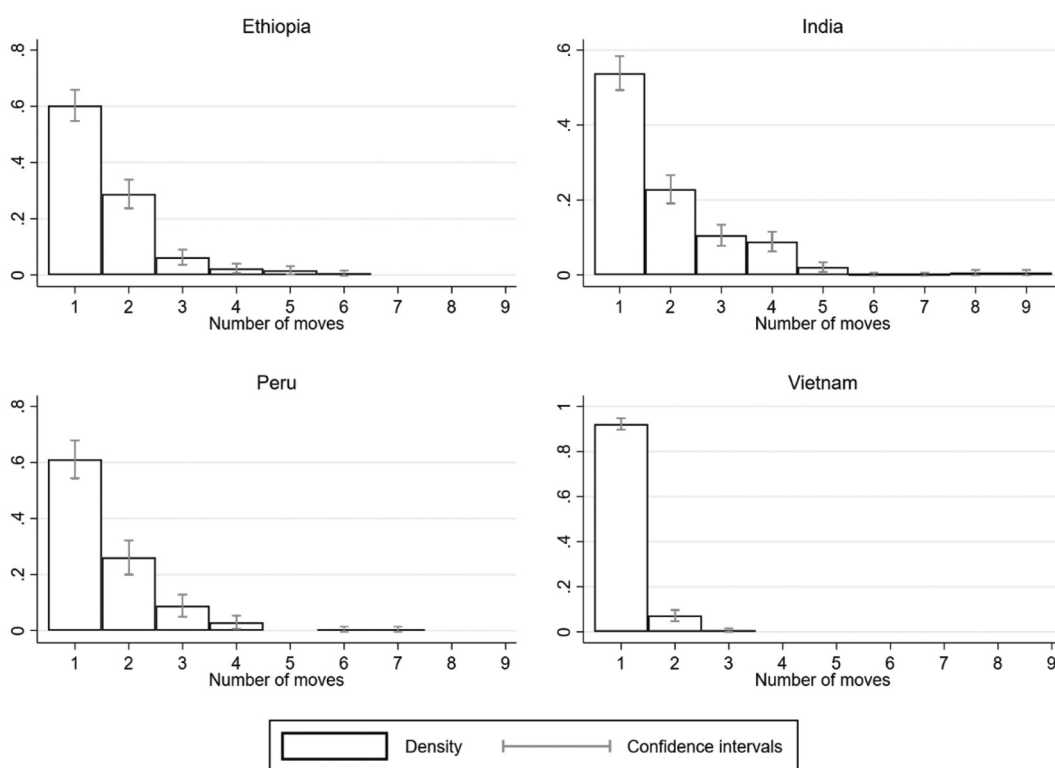 Ethiopia
.8
.6
.4
.2
0
1 2 3 4 5 6 7 8 9
Number of moves
India
.6
.4
.2
0
1 2 3 4 5 6 7 8 9
Number of moves
Peru
.8
.6
.4
.2
0
1 2 3 4 5 6 7 8 9
Number of moves
Vietnam
1
.8
.6
.4
.2
0
1 2 3 4 5 6 7 8 9
Number of moves
Density Confidence intervals